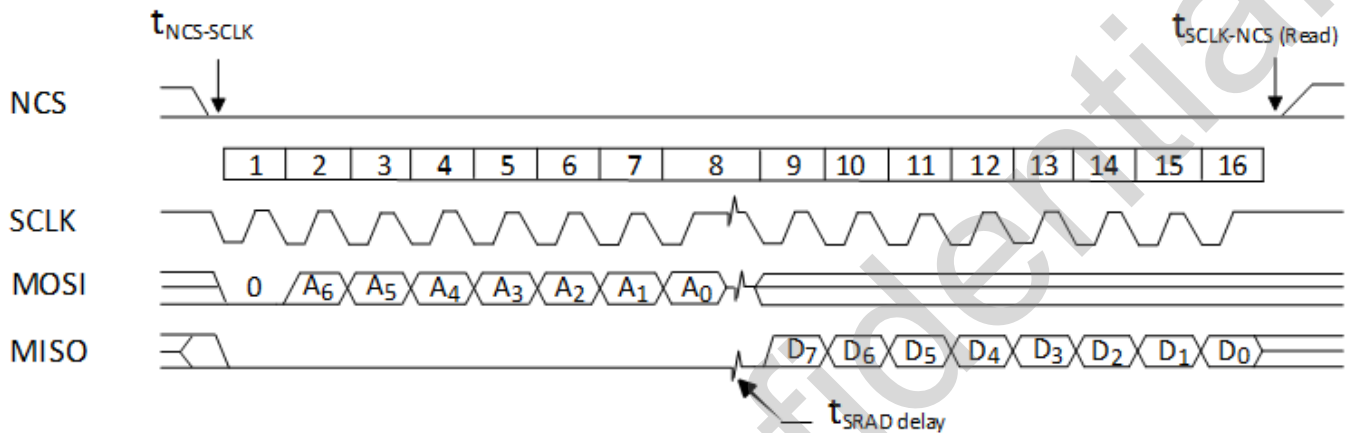 tNCS-SCLK tSCLK-NCS (Read)
NCS
1 2 3 4 5 6 7 8 9 10 11 12 13 14 15 16
SCLK
MOSI 0 A6 A5 A4 A3 A2 A1 A0
MISO D7 D6 D5 D4 D3 D2 D1 D0
tSRAD delay